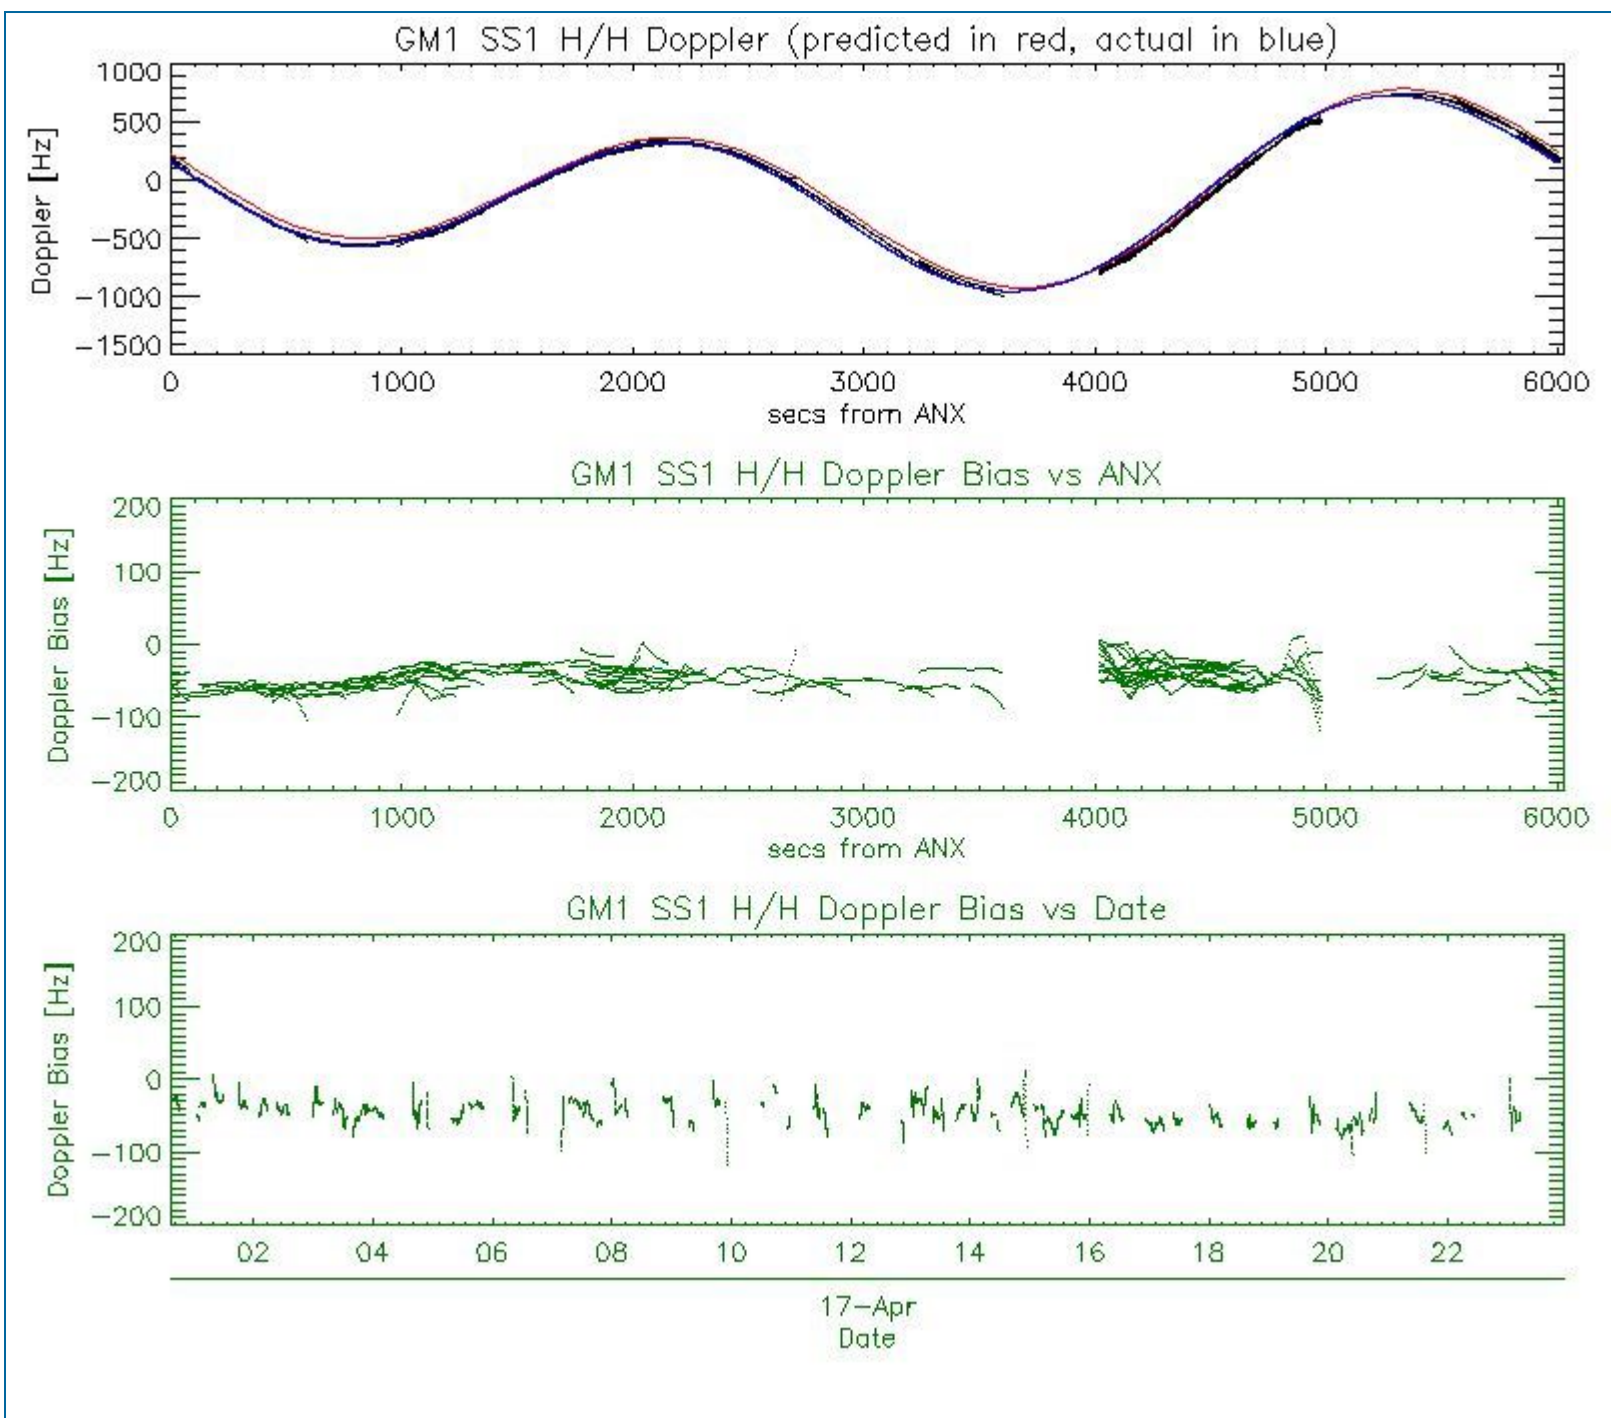 GM1 SS1 H/H Doppler (predicted in red, actual in blue)
1000
500
0
-500
-1000
-1500
Doppler [Hz]
0 1000 2000 3000 4000 5000 6000
secs from ANX
GM1 SS1 H/H Doppler Bias vs ANX
200
100
0
-100
-200
Doppler Bias [Hz]
0 1000 2000 3000 4000 5000 6000
secs from ANX
GM1 SS1 H/H Doppler Bias vs Date
200
100
0
-100
-200
Doppler Bias [Hz]
02 04 06 08 10 12 14 16 18 20 22
17-Apr
Date